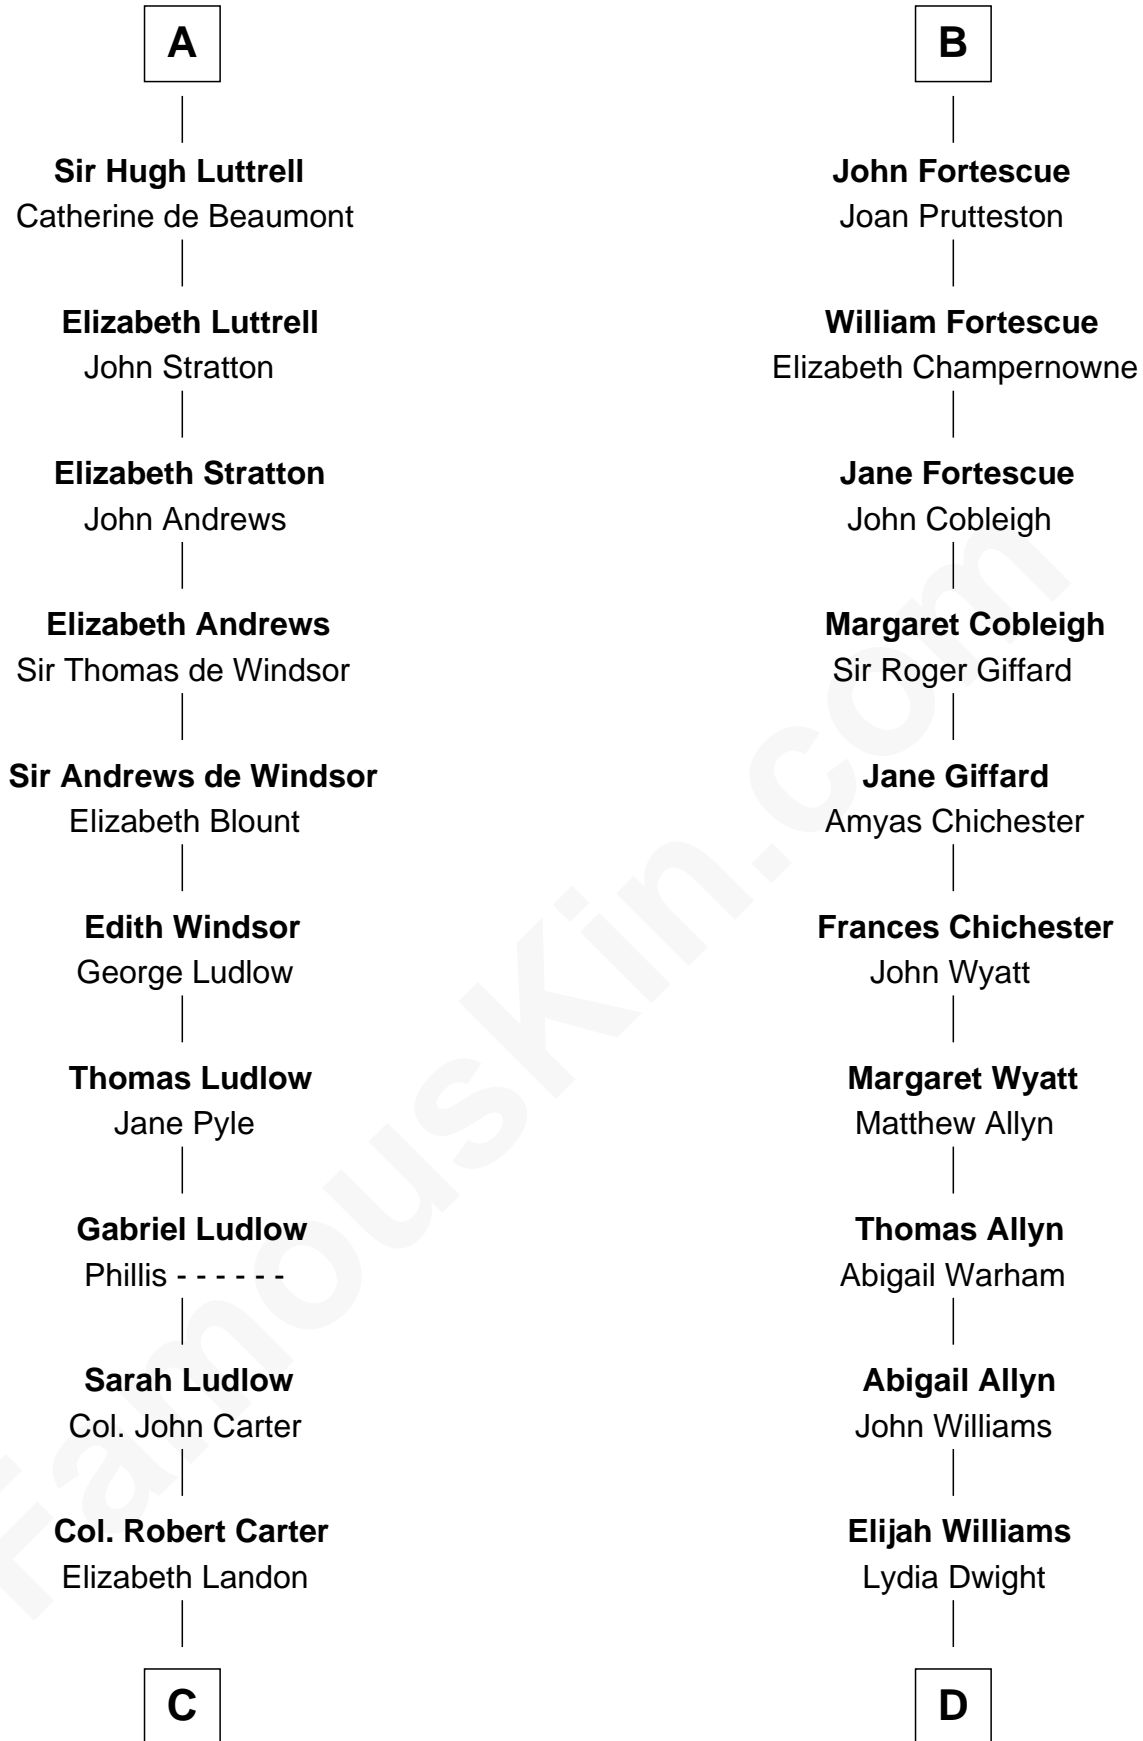 A
Sir Hugh Luttrell
Catherine de Beaumont
Elizabeth Luttrell
John Stratton
Elizabeth Stratton
John Andrews
Elizabeth Andrews
Sir Thomas de Windsor
Sir Andrews de Windsor
Elizabeth Blount
Edith Windsor
George Ludlow
Thomas Ludlow
Jane Pyle
Gabriel Ludlow
Phillis - - - - - -
Sarah Ludlow
Col. John Carter
Col. Robert Carter
Elizabeth Landon
C
B
John Fortescue
Joan Prutteston
William Fortescue
Elizabeth Champernowne
Jane Fortescue
John Cobleigh
Margaret Cobleigh
Sir Roger Giffard
Jane Giffard
Amyas Chichester
Frances Chichester
John Wyatt
Margaret Wyatt
Matthew Allyn
Thomas Allyn
Abigail Warham
Abigail Allyn
John Williams
Elijah Williams
Lydia Dwight
D
FamousKin.com